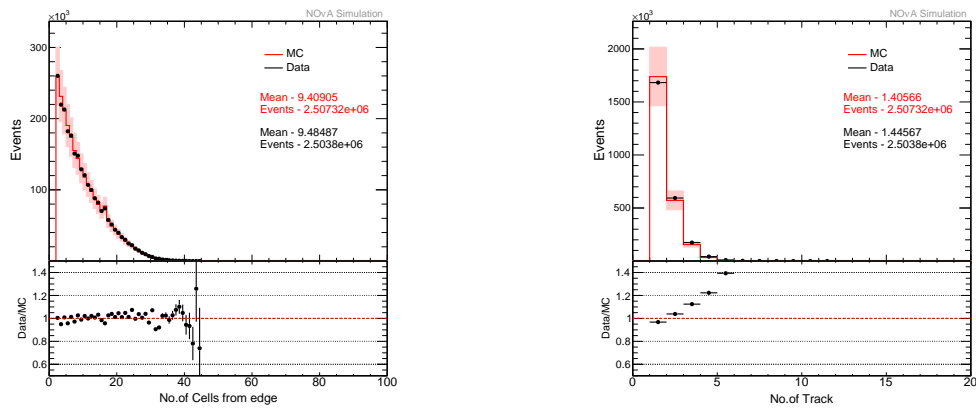 NOvA Simulation
×10³
300
200
100
Events
MC
Data
Mean - 9.40905
Events - 2.50732e+06
Mean - 9.48487
Events - 2.5038e+06
1.4
1.2
1
0.8
0.6
Data/MC
0 20 40 60 80 100
No.of Cells from edge
NOvA Simulation
×10³
2000
1500
1000
500
Events
MC
Data
Mean - 1.40566
Events - 2.50732e+06
Mean - 1.44567
Events - 2.5038e+06
1.4
1.2
1
0.8
0.6
Data/MC
0 5 10 15 20
No.of Track